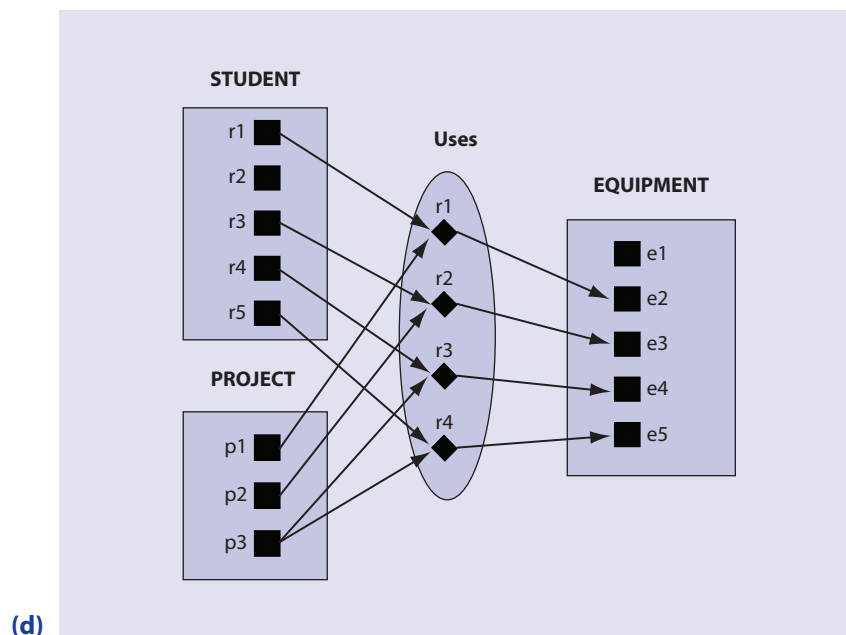 STUDENT
r1
r2
r3
r4
r5
PROJECT
p1
p2
p3
Uses
r1
r2
r3
r4
EQUIPMENT
e1
e2
e3
e4
e5
(d)